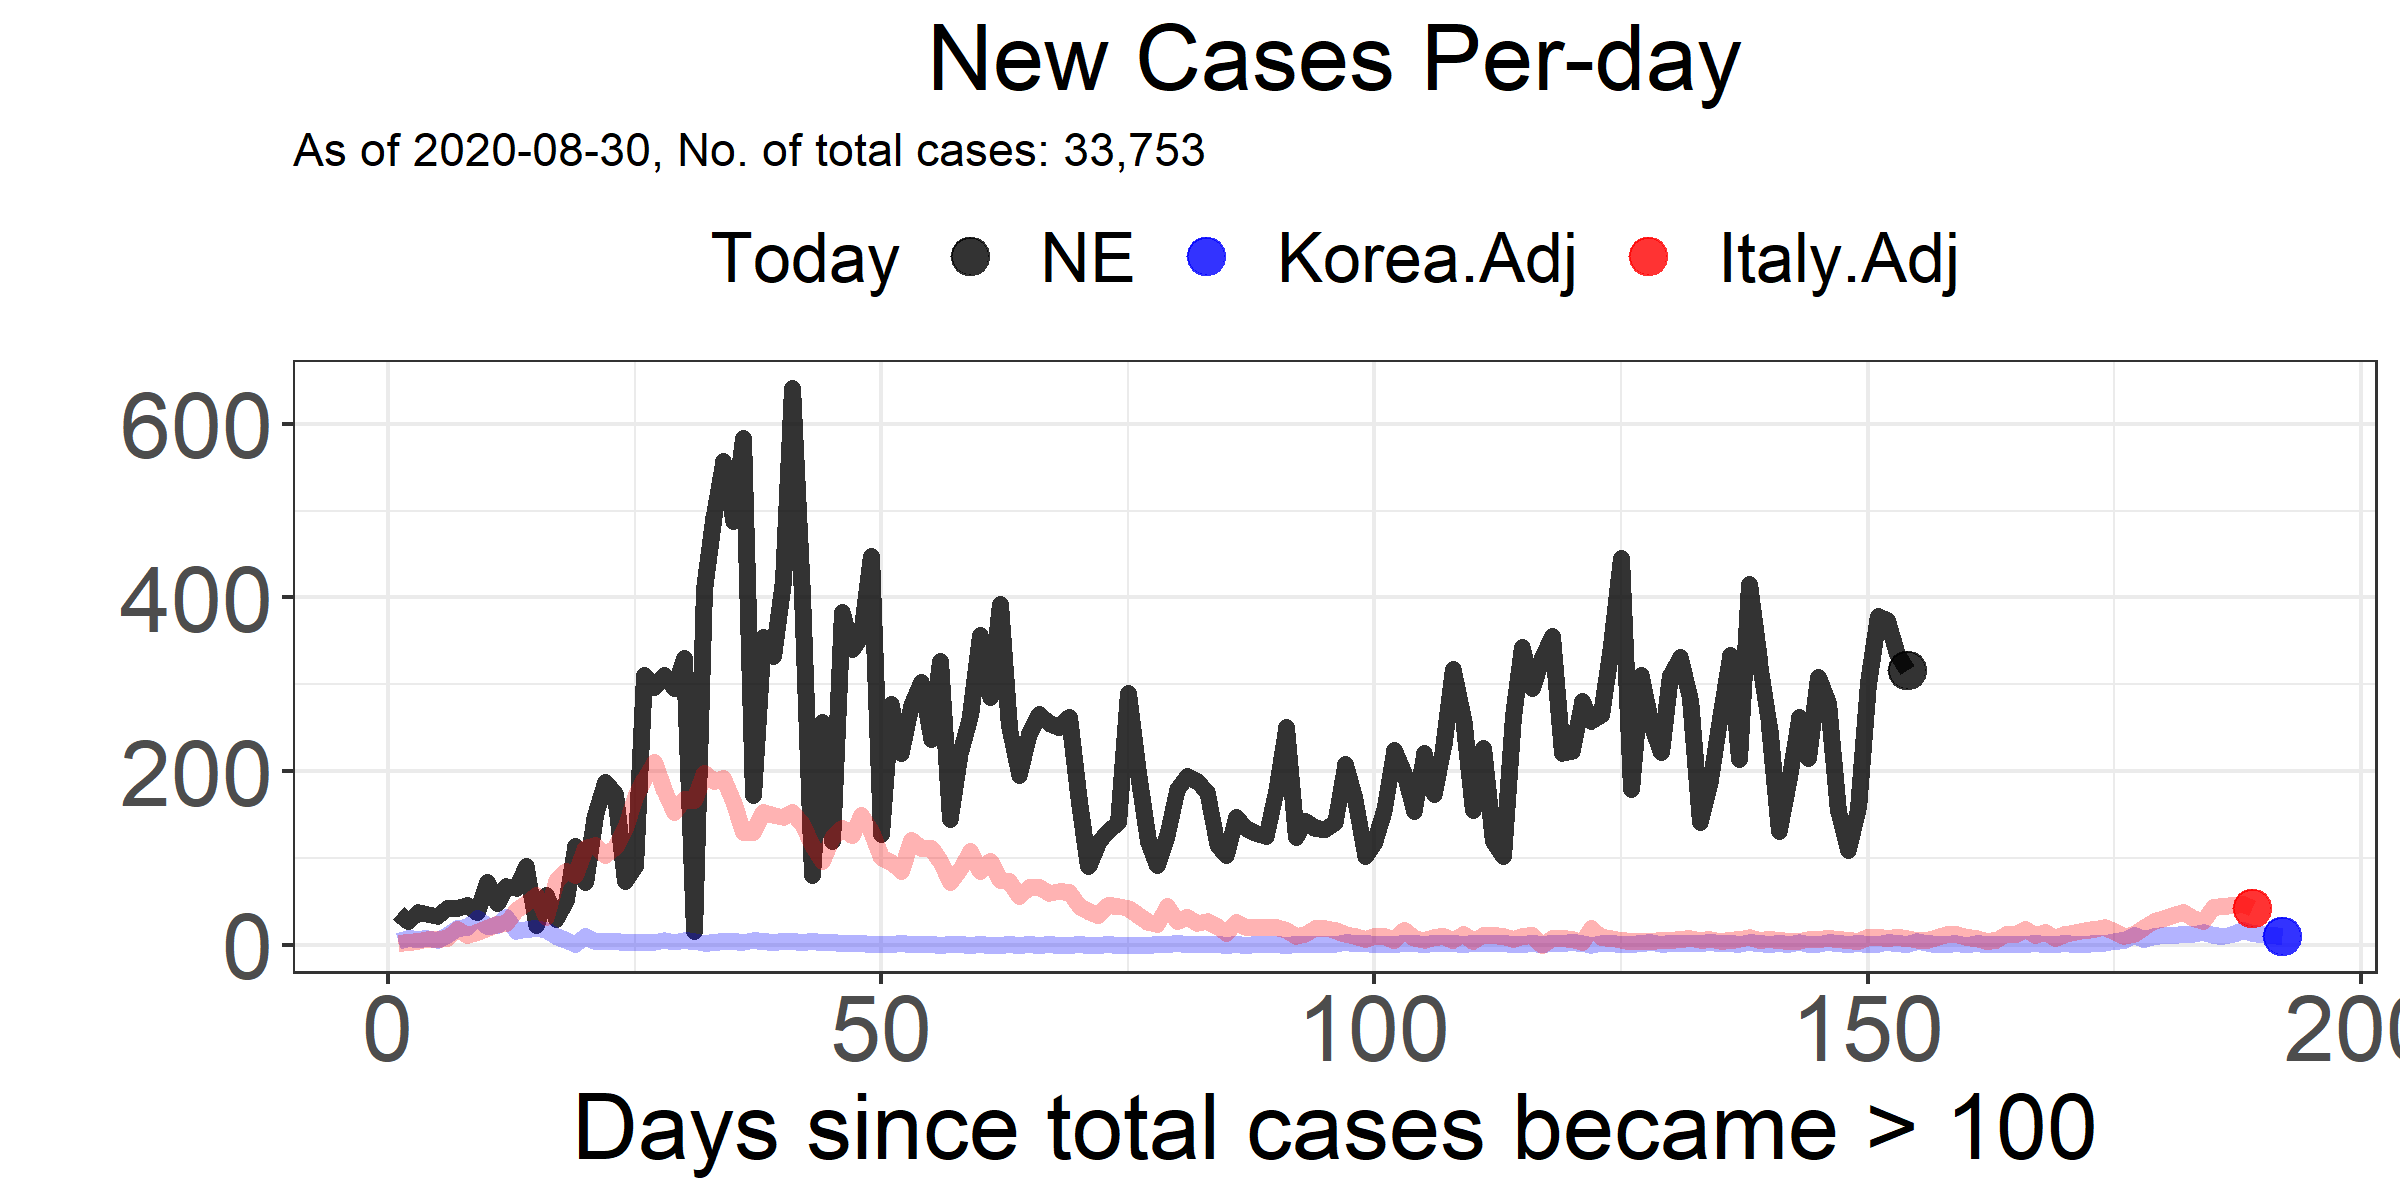 New Cases Per-day
As of 2020-08-30, No. of total cases: 33,753
Today NE Korea.Adj Italy.Adj
600
400
200
0
0 50 100 150 200
Days since total cases became > 100